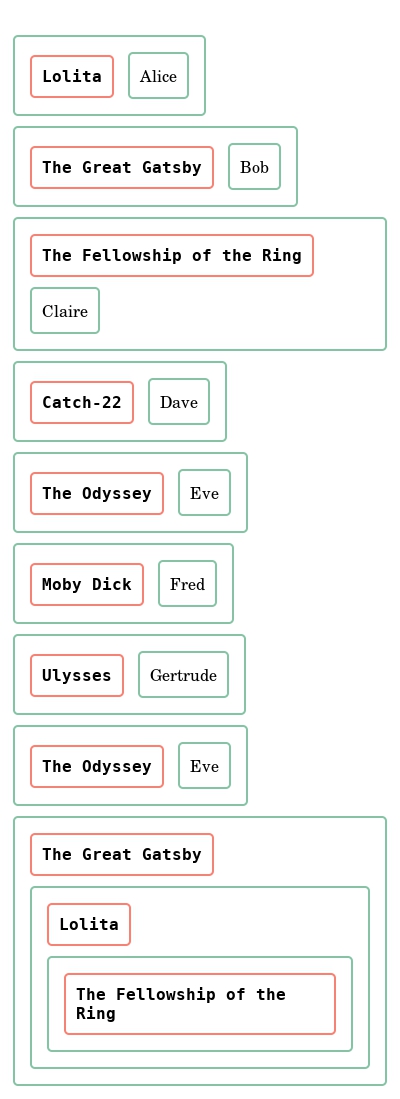 Lolita Alice
The Great Gatsby Bob
The Fellowship of the Ring
Claire
Catch-22 Dave
The Odyssey Eve
Moby Dick Fred
Ulysses Gertrude
The Odyssey Eve
The Great Gatsby
Lolita
The Fellowship of the
Ring